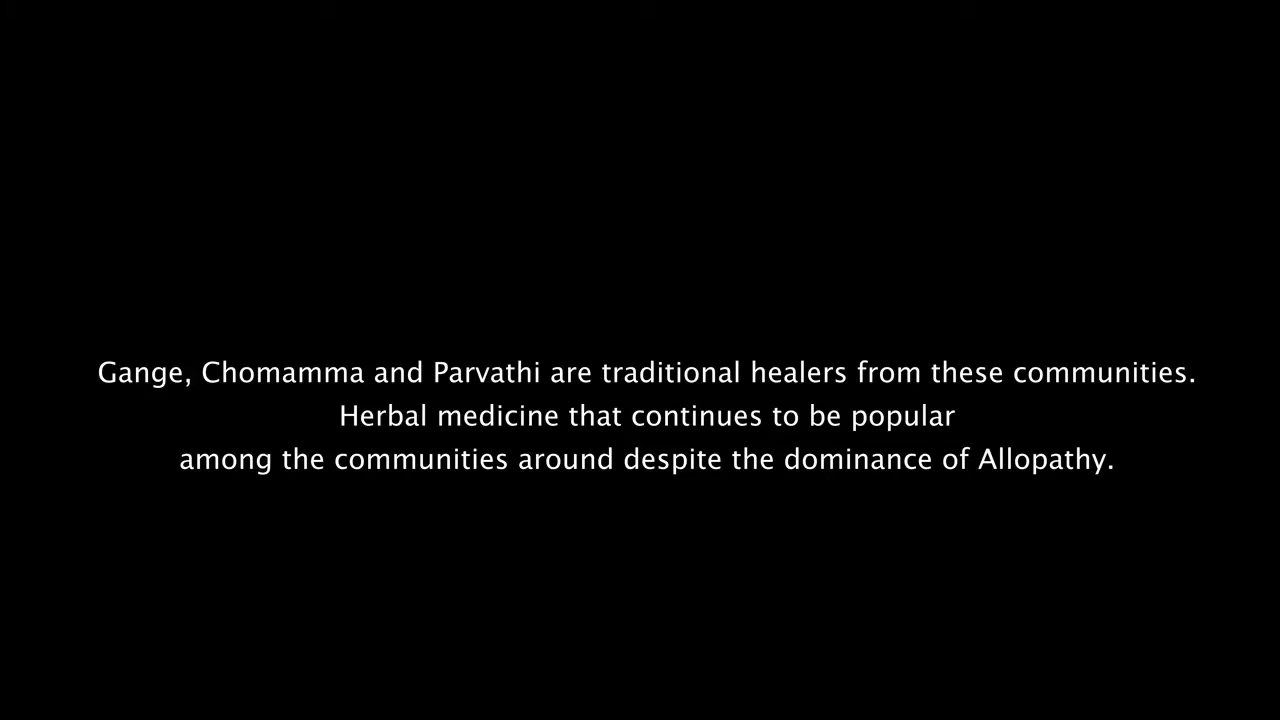 Gange, Chomamma and Parvathi are traditional healers from these communities.
Herbal medicine that continues to be popular
among the communities around despite the dominance of Allopathy.